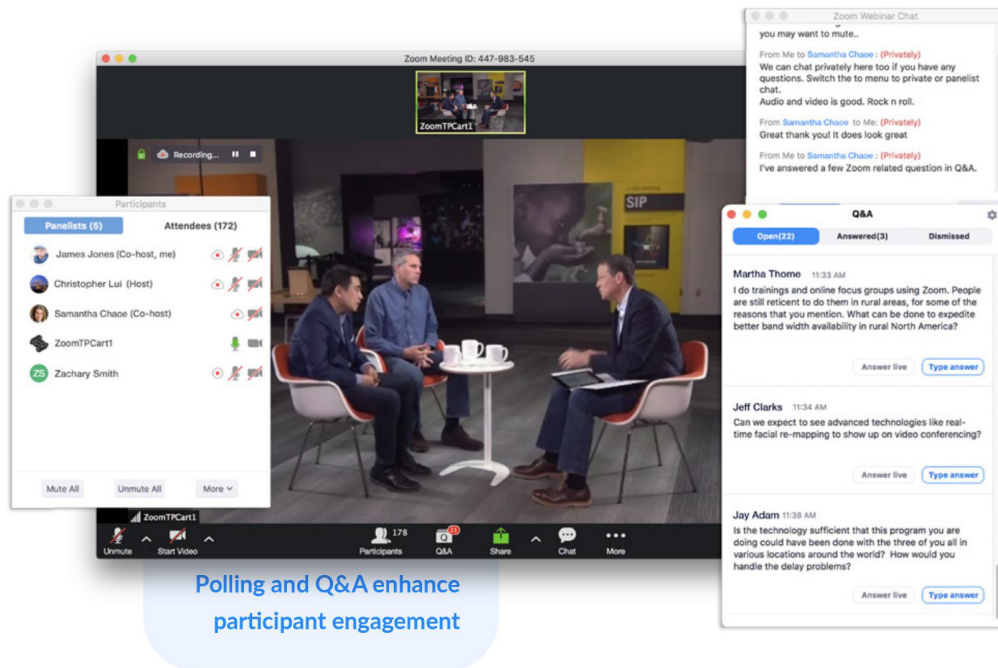 Zoom Webinar Chat
you may want to mute..
From Me to Samantha Chaoe : (Privately)
We can chat privately here too if you have any
questions. Switch the to menu to private or panelist
chat.
Audio and video is good. Rock n roll.
From Samantha Chaoe to Me: (Privately)
Great thank you! It does look great
From Me to Samantha Chaoe : (Privately)
I've answered a few Zoom related question in Q&A.
Zoom Meeting ID: 447-983-545
ZoomTPCart1
Recording...
SIP
Participants
Panelists (5) Attendees (172)
James Jones (Co-host, me)
Christopher Lui (Host)
Samantha Chaoe (Co-host)
ZoomTPCart1
ZS Zachary Smith
Mute All Unmute All More
ZoomTPCart1
Unmute Start Video Participants 178 Q&A 21 Share Chat More
Q&A
Open(22) Answered(3) Dismissed
Martha Thome 11:33 AM
I do trainings and online focus groups using Zoom. People
are still reticent to do them in rural areas, for some of the
reasons that you mention. What can be done to expedite
better band width availability in rural North America?
Answer live Type answer
Jeff Clarks 11:34 AM
Can we expect to see advanced technologies like real-
time facial re-mapping to show up on video conferencing?
Answer live Type answer
Jay Adam 11:38 AM
Is the technology sufficient that this program you are
doing could have been done with the three of you all in
various locations around the world? How would you
handle the delay problems?
Answer live Type answer
Polling and Q&A enhance
participant engagement